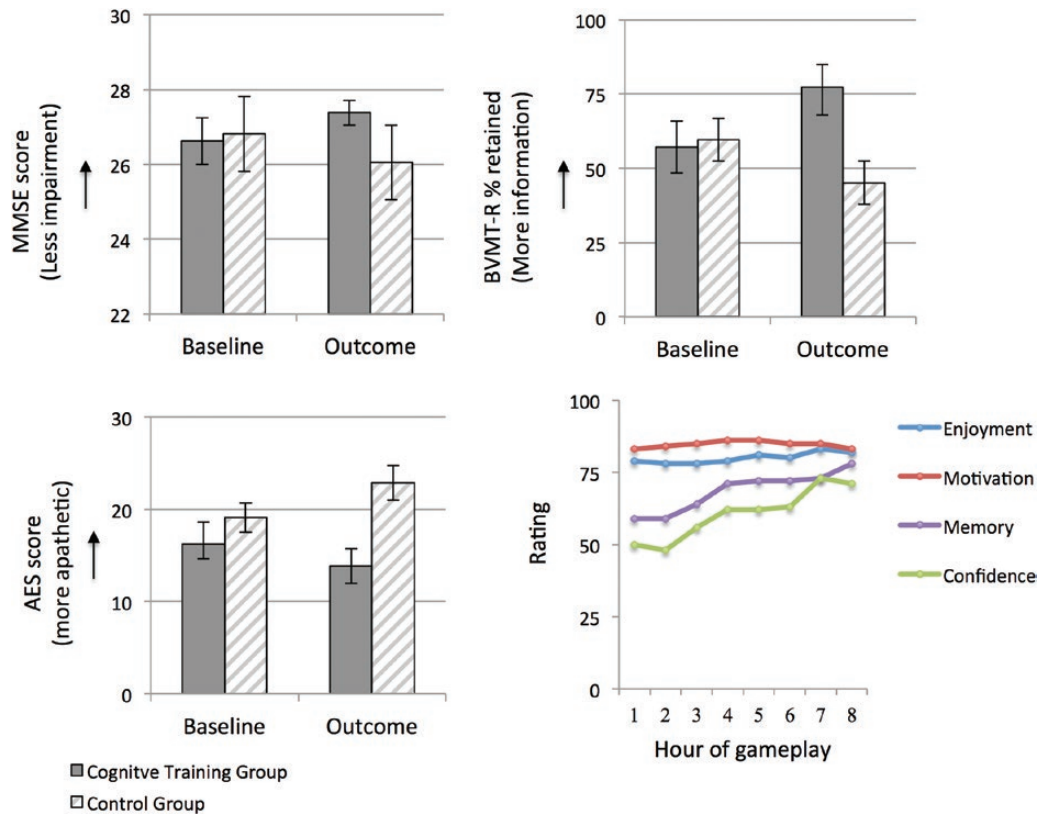 MMSE score
(Less impairment)
30
28
26
24
22
Baseline
Outcome
BVMT-R % retained
(More information)
100
75
50
25
0
Baseline
Outcome
AES score
(more apathetic)
30
20
10
0
Baseline
Outcome
Cognitve Training Group
Control Group
Rating
100
75
50
25
0
1 2 3 4 5 6 7 8
Hour of gameplay
Enjoyment
Motivation
Memory
Confidence